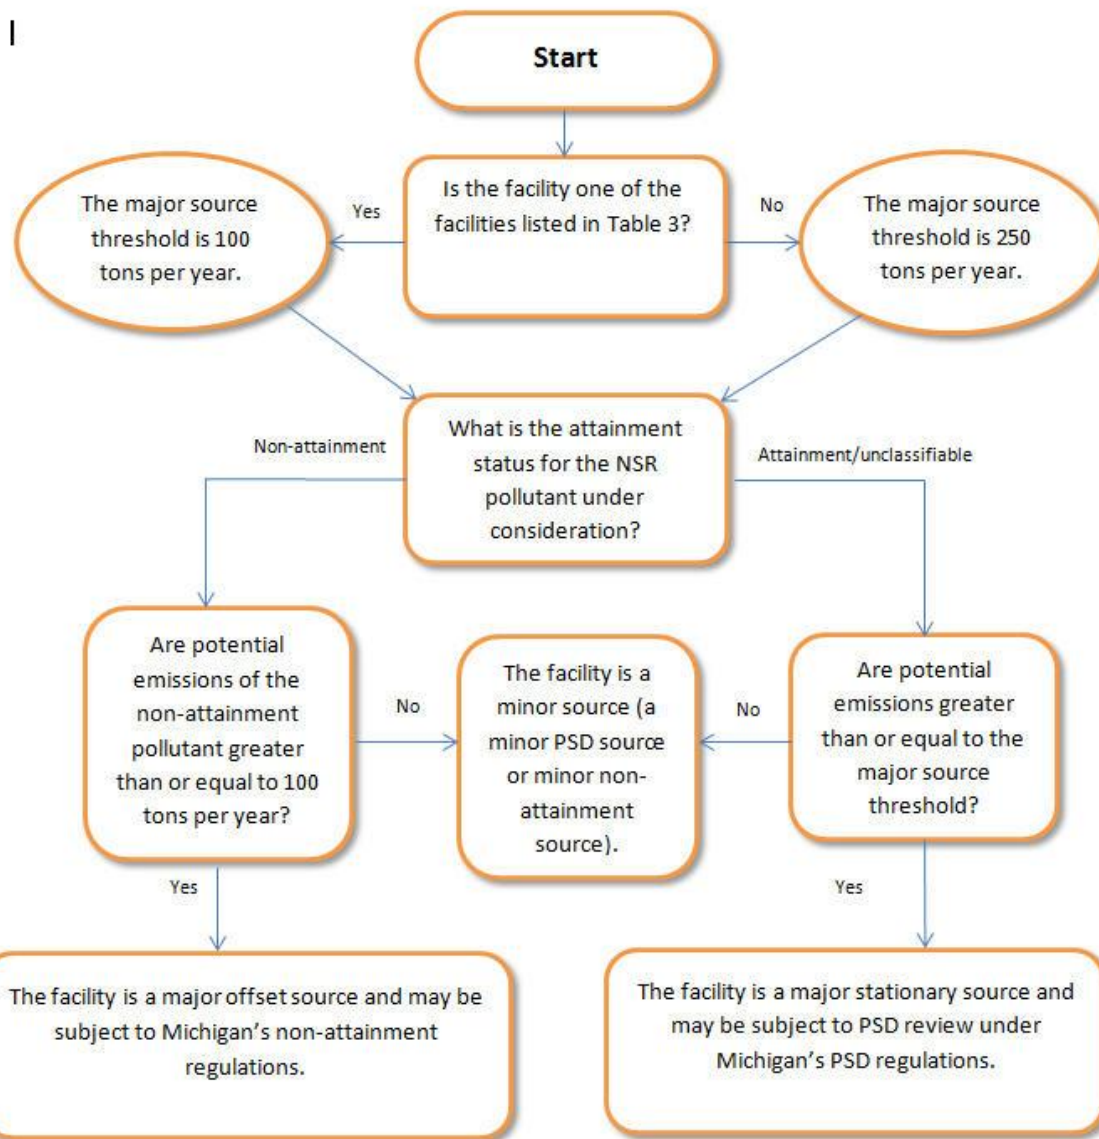 Start
Is the facility one of the
facilities listed in Table 3?
Yes
No
The major source
threshold is 100
tons per year.
The major source
threshold is 250
tons per year.
What is the attainment
status for the NSR
pollutant under
consideration?
Non-attainment
Attainment/unclassifiable
Are potential
emissions of the
non-attainment
pollutant greater
than or equal to 100
tons per year?
No
The facility is a
minor source (a
minor PSD source
or minor non-
attainment
source).
No
Are potential
emissions greater
than or equal to the
major source
threshold?
Yes
Yes
The facility is a major offset source and may be
subject to Michigan’s non-attainment
regulations.
The facility is a major stationary source and
may be subject to PSD review under
Michigan’s PSD regulations.